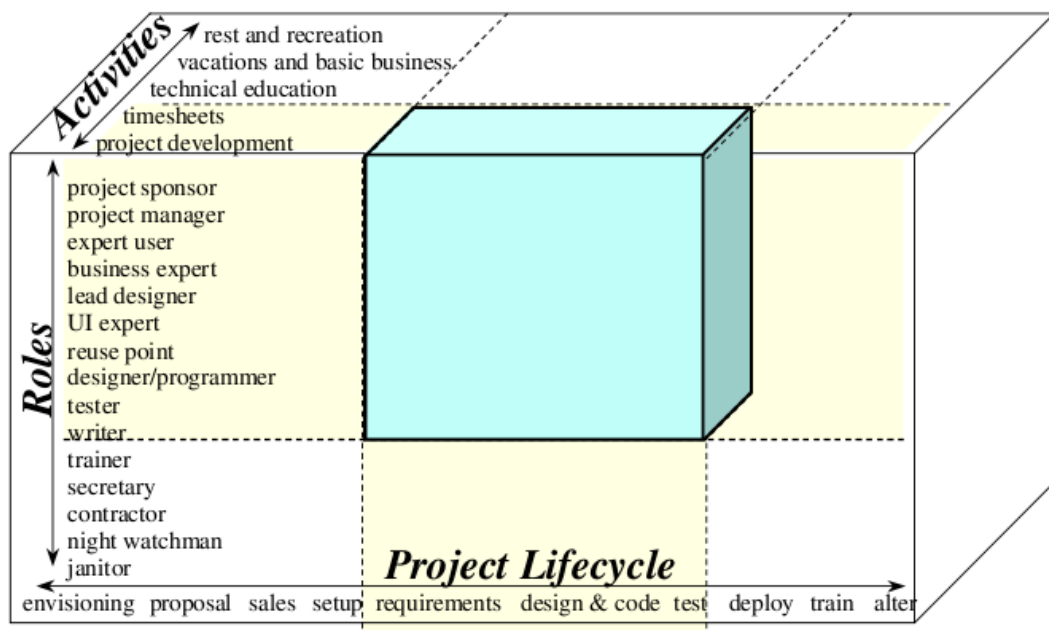 Activities
rest and recreation
vacations and basic business
technical education
timesheets
project development
Roles
project sponsor
project manager
expert user
business expert
lead designer
UI expert
reuse point
designer/programmer
tester
writer
trainer
secretary
contractor
night watchman
janitor
Project Lifecycle
envisioning proposal sales setup requirements design & code test deploy train alter